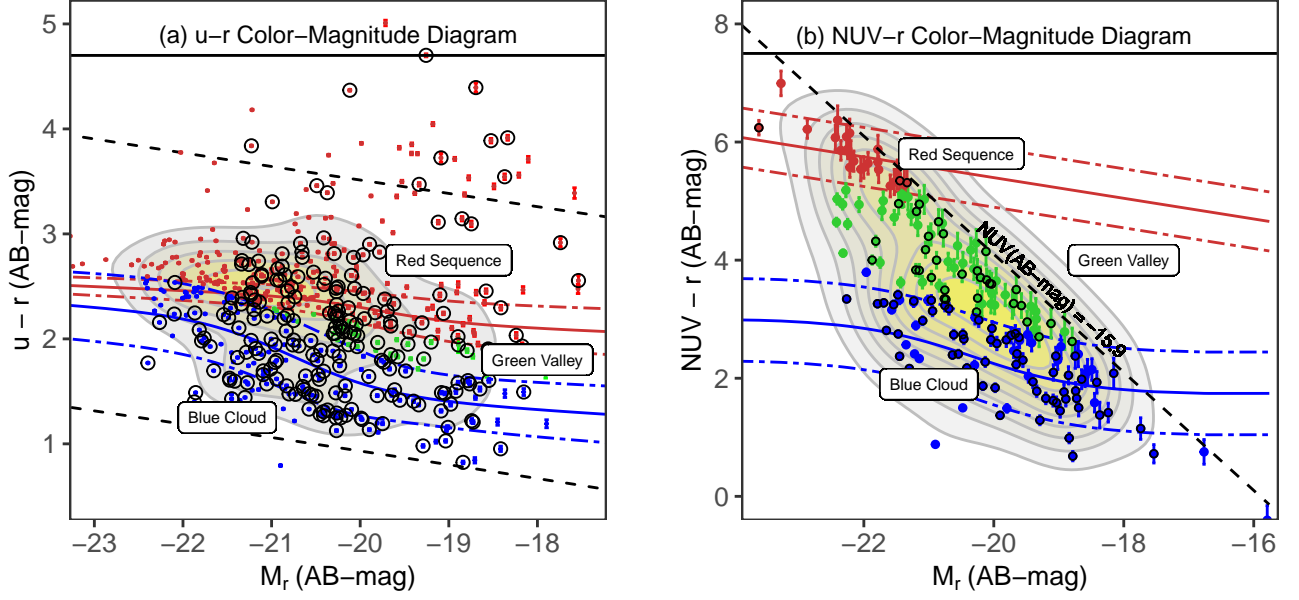 (a) u−r Color−Magnitude Diagram
5
4
3
2
1
u − r (AB−mag)
Red Sequence
Green Valley
Blue Cloud
−23 −22 −21 −20 −19 −18
Mr (AB−mag)
(b) NUV−r Color−Magnitude Diagram
8
6
4
2
0
NUV − r (AB−mag)
Red Sequence
NUV(AB−mag) = −15.9
Green Valley
Blue Cloud
−22 −20 −18 −16
Mr (AB−mag)